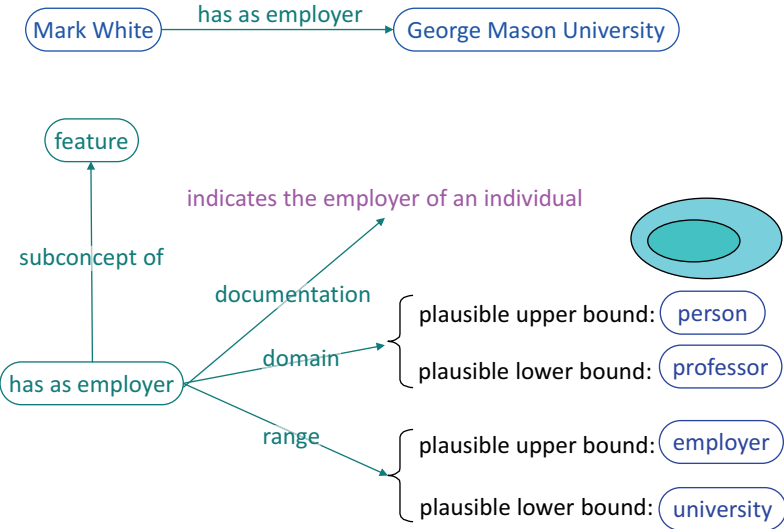 has as employer
Mark White
George Mason University
feature
indicates the employer of an individual
subconcept of
documentation
plausible upper bound: person
domain
plausible lower bound: professor
has as employer
range
plausible upper bound: employer
plausible lower bound: university